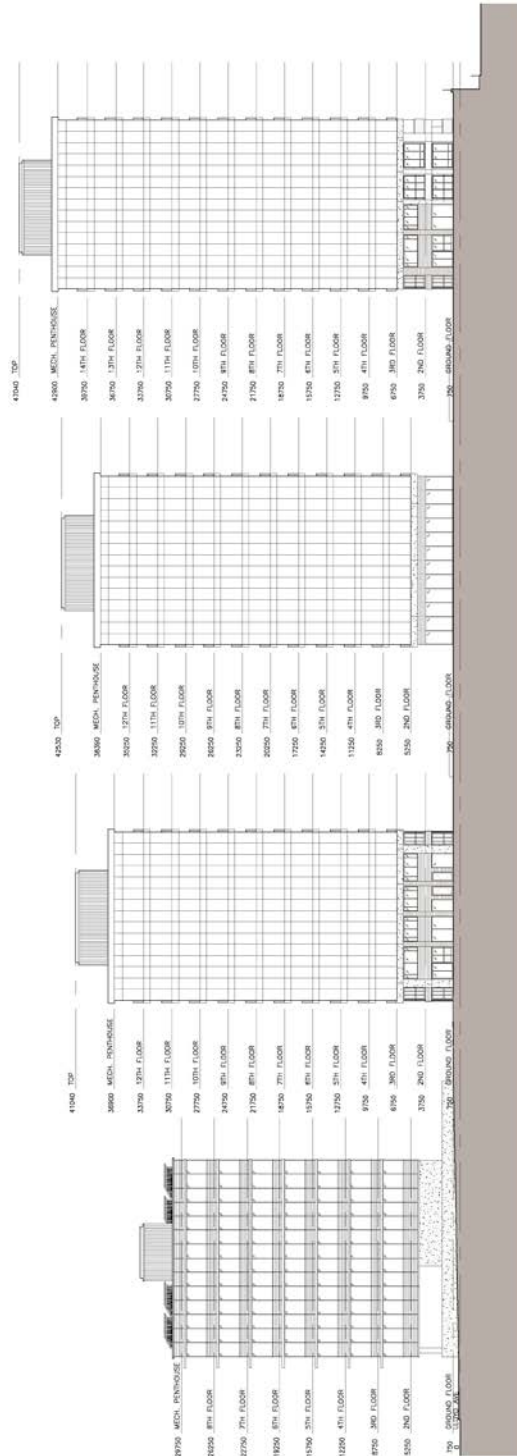 29750 MECH. PENTHOUSE
26250 8TH FLOOR
22750 7TH FLOOR
19250 6TH FLOOR
15750 5TH FLOOR
12250 4TH FLOOR
8750 3RD FLOOR
5250 2ND FLOOR
750 GROUND FLOOR
0 LLOYD AVE
41040 TOP
36900 MECH. PENTHOUSE
33750 12TH FLOOR
30750 11TH FLOOR
27750 10TH FLOOR
24750 9TH FLOOR
21750 8TH FLOOR
18750 7TH FLOOR
15750 6TH FLOOR
12750 5TH FLOOR
9750 4TH FLOOR
6750 3RD FLOOR
3750 2ND FLOOR
750 GROUND FLOOR
42530 TOP
38390 MECH. PENTHOUSE
35250 12TH FLOOR
32250 11TH FLOOR
29250 10TH FLOOR
26250 9TH FLOOR
23250 8TH FLOOR
20250 7TH FLOOR
17250 6TH FLOOR
14250 5TH FLOOR
11250 4TH FLOOR
8250 3RD FLOOR
5250 2ND FLOOR
750 GROUND FLOOR
47040 TOP
42900 MECH. PENTHOUSE
39750 14TH FLOOR
36750 13TH FLOOR
33750 12TH FLOOR
30750 11TH FLOOR
27750 10TH FLOOR
24750 9TH FLOOR
21750 8TH FLOOR
18750 7TH FLOOR
15750 6TH FLOOR
12750 5TH FLOOR
9750 4TH FLOOR
6750 3RD FLOOR
3750 2ND FLOOR
750 GROUND FLOOR